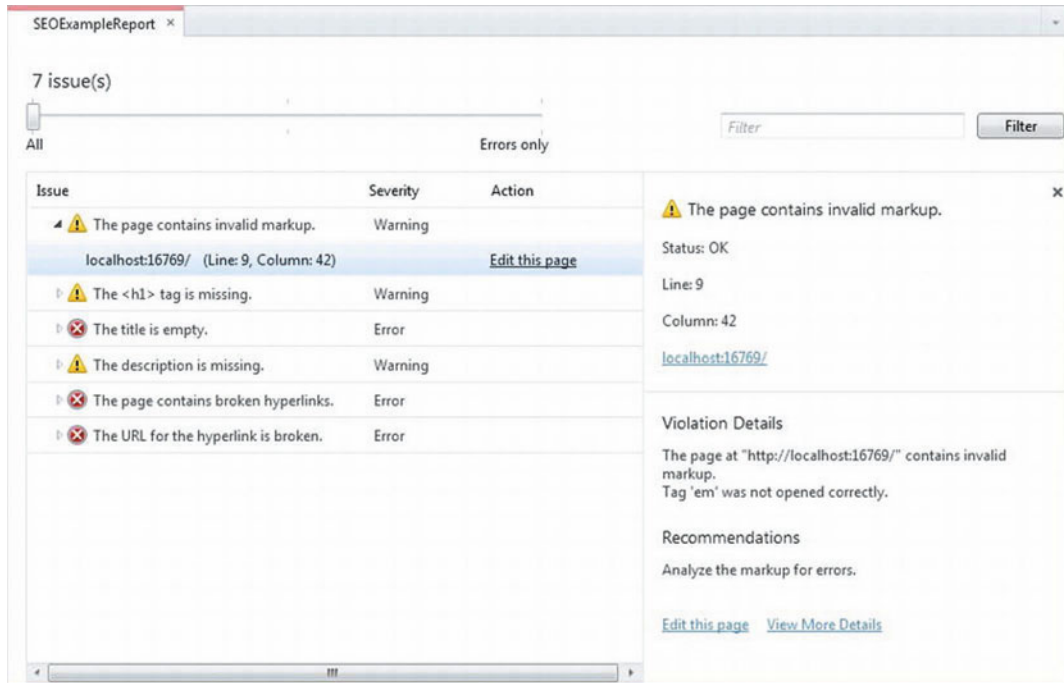 SEOExampleReport ×
7 issue(s)
All
Errors only
Filter
Filter
Issue Severity Action
The page contains invalid markup. Warning
localhost:16769/ (Line: 9, Column: 42) Edit this page
The <h1> tag is missing. Warning
The title is empty. Error
The description is missing. Warning
The page contains broken hyperlinks. Error
The URL for the hyperlink is broken. Error
The page contains invalid markup.
Status: OK
Line: 9
Column: 42
localhost:16769/
Violation Details
The page at "http://localhost:16769/" contains invalid
markup.
Tag 'em' was not opened correctly.
Recommendations
Analyze the markup for errors.
Edit this page View More Details